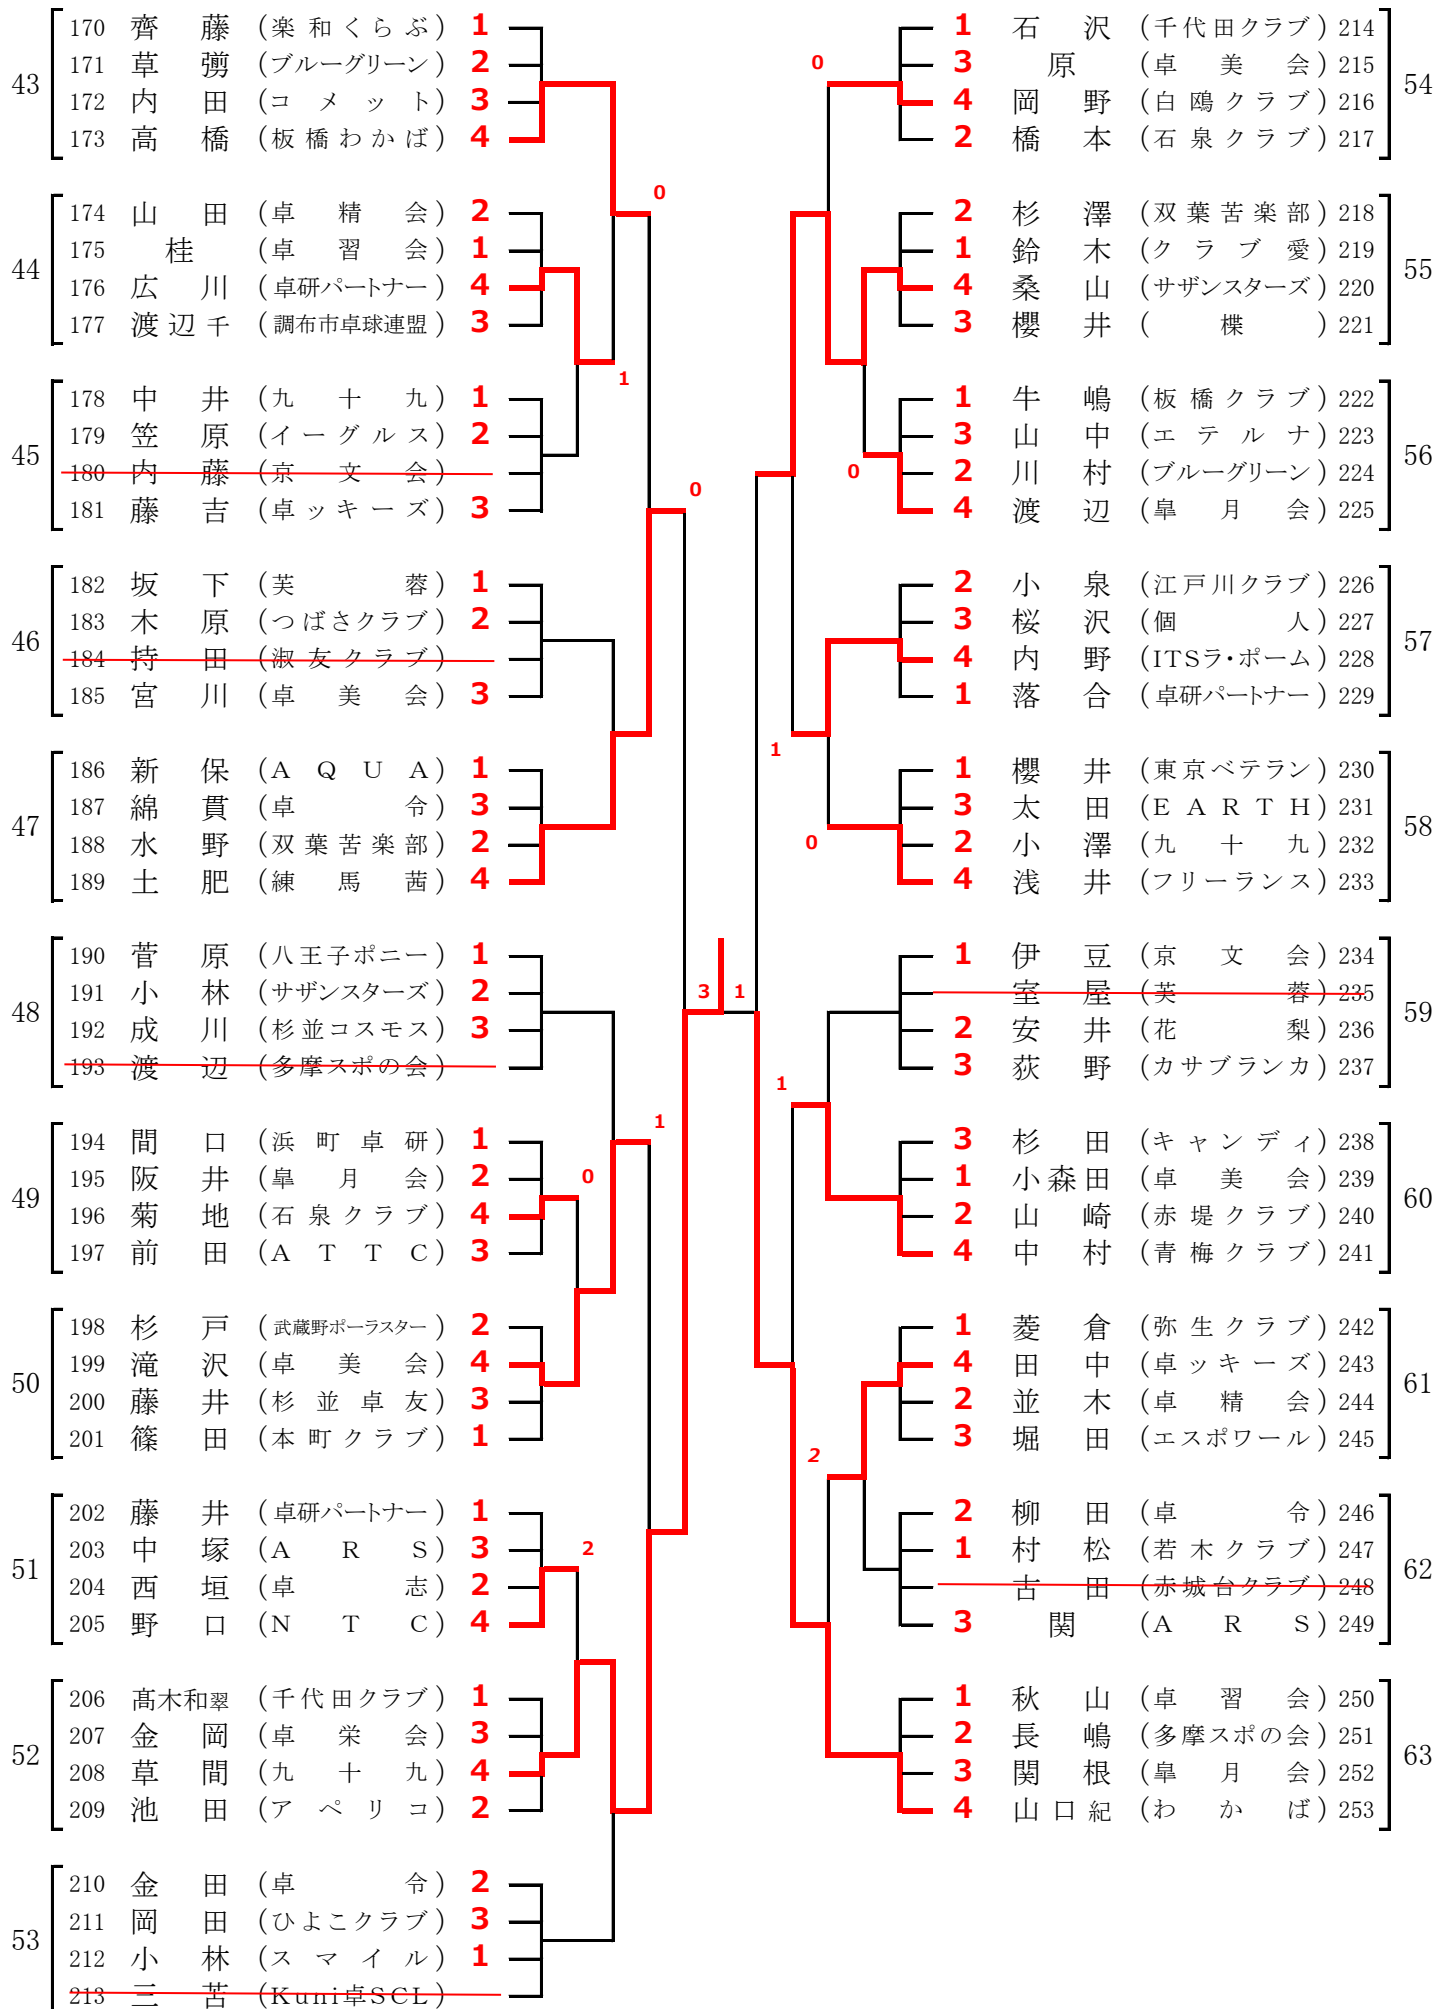 43
170 齊藤 (楽和くらぶ) 1
171 草彅 (ブルーグリーン) 2
172 内田 (コメット) 3
173 高橋 (板橋わかば) 4
44
174 山田 (卓精会) 2
175 桂 (卓習会) 1
176 広川 (卓研パートナー) 4
177 渡辺千 (調布市卓球連盟) 3
45
178 中井 (九十九) 1
179 笠原 (イーグルス) 2
180 内藤 (京文会)
181 藤吉 (卓ッキーズ) 3
46
182 坂下 (芙蓉) 1
183 木原 (つばさクラブ) 2
184 持田 (淑友クラブ)
185 宮川 (卓美会) 3
47
186 新保 (AQUA) 1
187 綿貫 (卓令) 3
188 水野 (双葉苦楽部) 2
189 土肥 (練馬茜) 4
48
190 菅原 (八王子ポニー) 1
191 小林 (サザンスターズ) 2
192 成川 (杉並コスモス) 3
193 渡辺 (多摩スポの会)
49
194 間口 (浜町卓研) 1
195 阪井 (皐月会) 2
196 菊地 (石泉クラブ) 4
197 前田 (ATTC) 3
50
198 杉戸 (武蔵野ポーラスター) 2
199 滝沢 (卓美会) 4
200 藤井 (杉並卓友) 3
201 篠田 (本町クラブ) 1
51
202 藤井 (卓研パートナー) 1
203 中塚 (ARS) 3
204 西垣 (卓志) 2
205 野口 (NTC) 4
52
206 髙木和翠 (千代田クラブ) 1
207 金岡 (卓栄会) 3
208 草間 (九十九) 4
209 池田 (アペリコ) 2
53
210 金田 (卓令) 2
211 岡田 (ひよこクラブ) 3
212 小林 (スマイル) 1
213 三苫 (Kuni卓SCL)
0
1
0
0
1
2
1
0
3 1
0
0
1
0
1
2
1 石沢 (千代田クラブ) 214
3 原 (卓美会) 215
4 岡野 (白鴎クラブ) 216
2 橋本 (石泉クラブ) 217
54
2 杉澤 (双葉苦楽部) 218
1 鈴木 (クラブ愛) 219
4 桑山 (サザンスターズ) 220
3 櫻井 (楪) 221
55
1 牛嶋 (板橋クラブ) 222
3 山中 (エテルナ) 223
2 川村 (ブルーグリーン) 224
4 渡辺 (皐月会) 225
56
2 小泉 (江戸川クラブ) 226
3 桜沢 (個人) 227
4 内野 (ITSラ・ポーム) 228
1 落合 (卓研パートナー) 229
57
1 櫻井 (東京ベテラン) 230
3 太田 (EARTH) 231
2 小澤 (九十九) 232
4 浅井 (フリーランス) 233
58
1 伊豆 (京文会) 234
室屋 (芙蓉) 235
2 安井 (花梨) 236
3 荻野 (カサブランカ) 237
59
3 杉田 (キャンディ) 238
1 小森田 (卓美会) 239
2 山崎 (赤堤クラブ) 240
4 中村 (青梅クラブ) 241
60
1 菱倉 (弥生クラブ) 242
4 田中 (卓ッキーズ) 243
2 並木 (卓精会) 244
3 堀田 (エスポワール) 245
61
2 柳田 (卓令) 246
1 村松 (若木クラブ) 247
古田 (赤城台クラブ) 248
3 関 (ARS) 249
62
1 秋山 (卓習会) 250
2 長嶋 (多摩スポの会) 251
3 関根 (皐月会) 252
4 山口紀 (わかば) 253
63